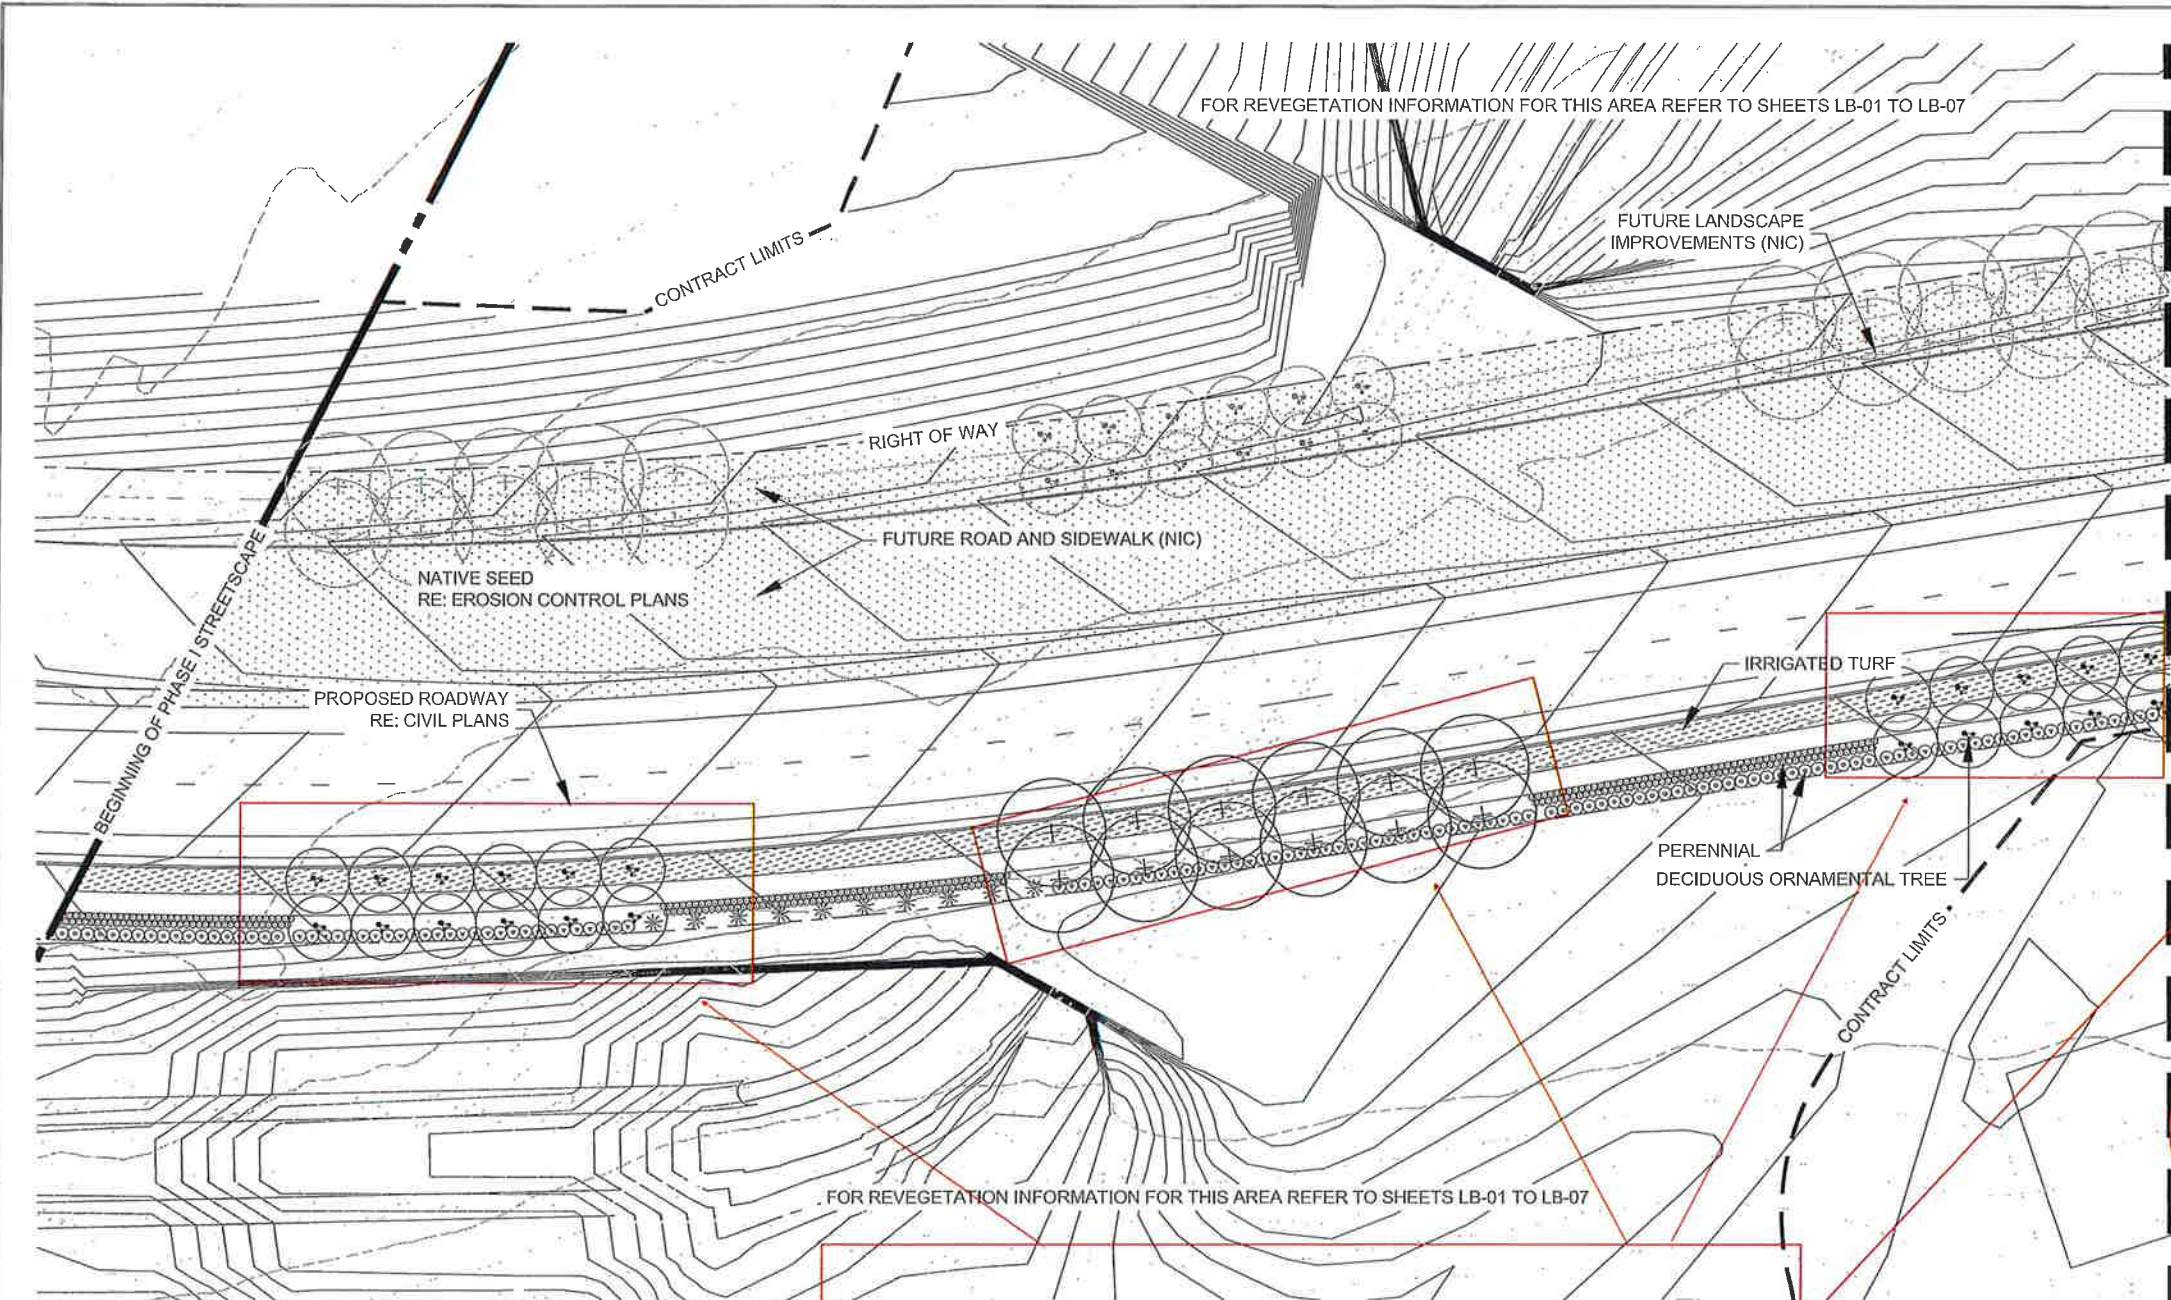 FOR REVEGETATION INFORMATION FOR THIS AREA REFER TO SHEETS LB-01 TO LB-07
FUTURE LANDSCAPE
IMPROVEMENTS (NIC)
CONTRACT LIMITS
RIGHT OF WAY
FUTURE ROAD AND SIDEWALK (NIC)
NATIVE SEED
RE: EROSION CONTROL PLANS
BEGINNING OF PHASE I STREETSCAPE
PROPOSED ROADWAY
RE: CIVIL PLANS
IRRIGATED TURF
PERENNIAL
DECIDUOUS ORNAMENTAL TREE
CONTRACT LIMITS
FOR REVEGETATION INFORMATION FOR THIS AREA REFER TO SHEETS LB-01 TO LB-07